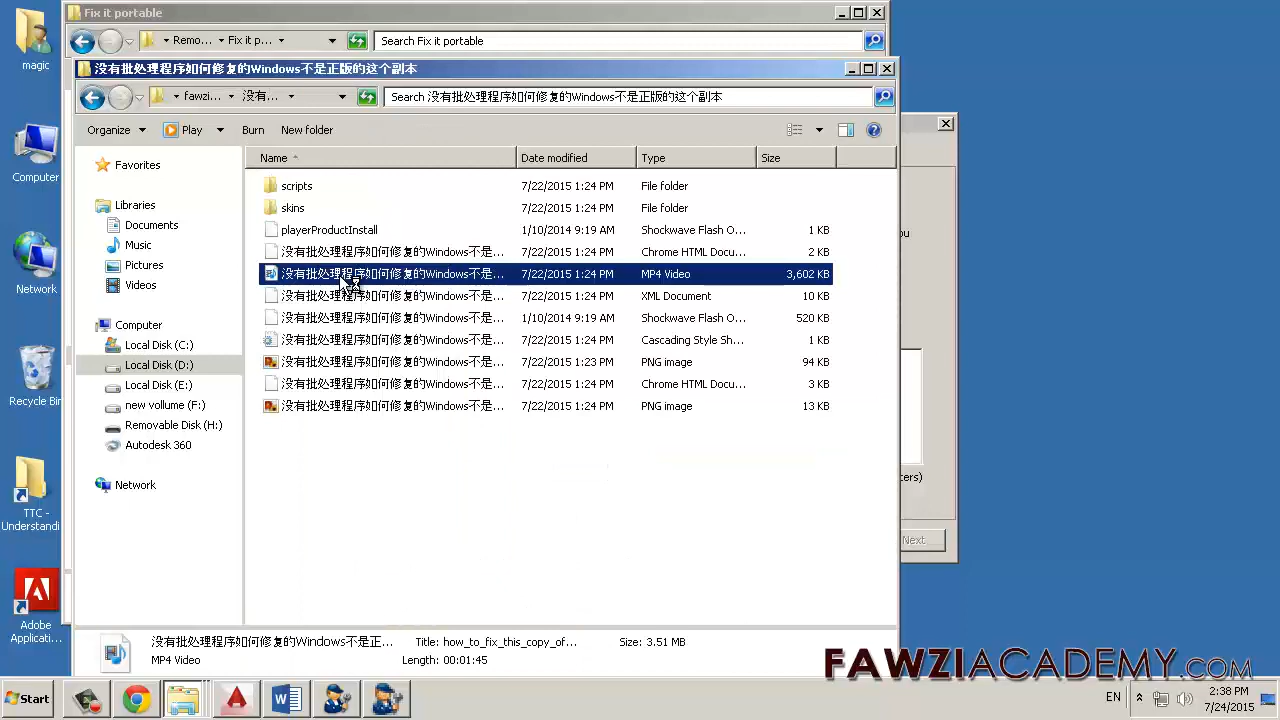 Fix it portable
Remo... Fix it p...
Search Fix it portable
没有批处理程序如何修复的Windows不是正版的这个副本
fawzi... 没有...
Search 没有批处理程序如何修复的Windows不是正版的这个副本
Organize Play Burn New folder
Name Date modified Type Size
scripts 7/22/2015 1:24 PM File folder
skins 7/22/2015 1:24 PM File folder
playerProductInstall 1/10/2014 9:19 AM Shockwave Flash O... 1 KB
没有批处理程序如何修复的Windows不是... 7/22/2015 1:24 PM Chrome HTML Docu... 2 KB
没有批处理程序如何修复的Windows不是... 7/22/2015 1:24 PM MP4 Video 3,602 KB
没有批处理程序如何修复的Windows不是... 7/22/2015 1:24 PM XML Document 10 KB
没有批处理程序如何修复的Windows不是... 1/10/2014 9:19 AM Shockwave Flash O... 520 KB
没有批处理程序如何修复的Windows不是... 7/22/2015 1:24 PM Cascading Style Sh... 1 KB
没有批处理程序如何修复的Windows不是... 7/22/2015 1:23 PM PNG image 94 KB
没有批处理程序如何修复的Windows不是... 7/22/2015 1:24 PM Chrome HTML Docu... 4 KB
没有批处理程序如何修复的Windows不是... 7/22/2015 1:24 PM PNG image 13 KB
Favorites
Libraries
Documents
Music
Pictures
Videos
Computer
Local Disk (C:)
Local Disk (D:)
Local Disk (E:)
new volume (F:)
Removable Disk (H:)
Autodesk 360
Network
没有批处理程序如何修复的Windows不是正... Title: how_to_fix_this_copy_of... Size: 3.51 MB
MP4 Video Length: 00:01:45
magic
Computer
Network
Recycle Bin
TTC -
Understandi
Adobe
Applicati...
ou
ters)
Next
FAWZIACADEMY.COM
Start
EN
2:38 PM
7/24/2015